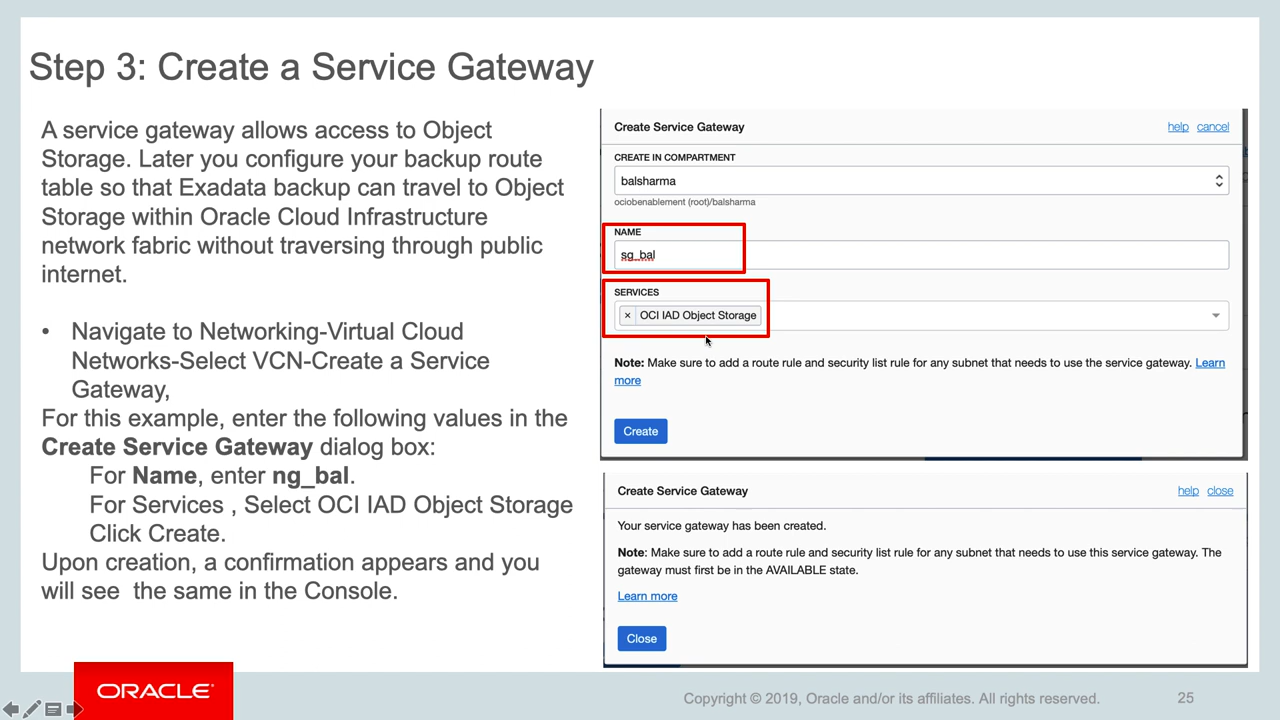 Step 3: Create a Service Gateway
A service gateway allows access to Object
Storage. Later you configure your backup route
table so that Exadata backup can travel to Object
Storage within Oracle Cloud Infrastructure
network fabric without traversing through public
internet.
• Navigate to Networking-Virtual Cloud
Networks-Select VCN-Create a Service
Gateway,
For this example, enter the following values in the
Create Service Gateway dialog box:
For Name, enter ng_bal.
For Services , Select OCI IAD Object Storage
Click Create.
Upon creation, a confirmation appears and you
will see the same in the Console.
Create Service Gateway
help cancel
CREATE IN COMPARTMENT
balsharma
ociobenablement (root)/balsharma
NAME
sg_bal
SERVICES
× OCI IAD Object Storage
Note: Make sure to add a route rule and security list rule for any subnet that needs to use the service gateway. Learn
more
Create
Create Service Gateway
help close
Your service gateway has been created.
Note: Make sure to add a route rule and security list rule for any subnet that needs to use this service gateway. The
gateway must first be in the AVAILABLE state.
Learn more
Close
ORACLE®
Copyright © 2019, Oracle and/or its affiliates. All rights reserved.
25